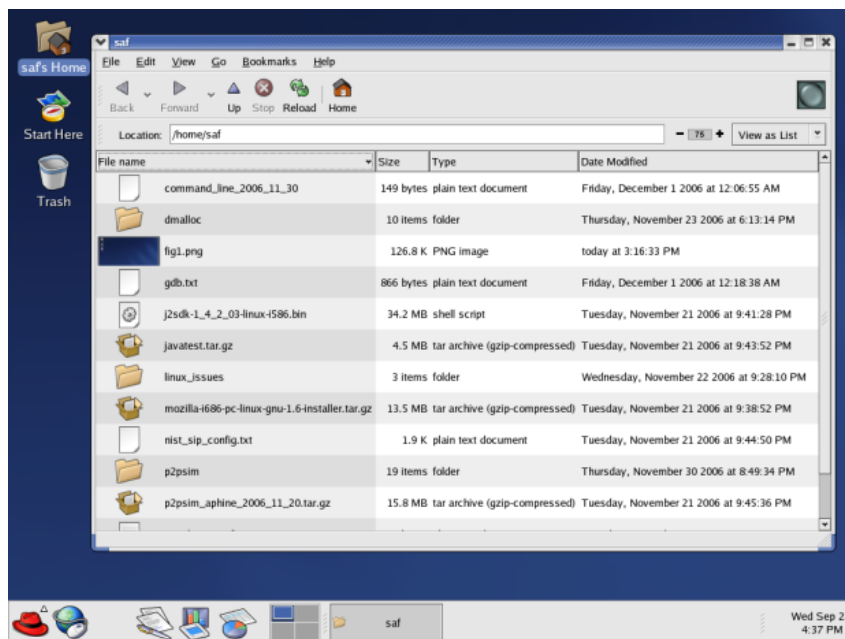 saf
File Edit View Go Bookmarks Help
saf's Home
Back Forward Up Stop Reload Home
Start Here
Location: /home/saf 75 View as List
File name Size Type Date Modified
Trash
command_line_2006_11_30 149 bytes plain text document Friday, December 1 2006 at 12:06:55 AM
dmalloc 10 items folder Thursday, November 23 2006 at 6:13:14 PM
fig1.png 126.8 K PNG image today at 3:16:33 PM
gdb.txt 866 bytes plain text document Friday, December 1 2006 at 12:18:38 AM
j2sdk-1_4_2_03-linux-i586.bin 34.2 MB shell script Tuesday, November 21 2006 at 9:41:28 PM
javatest.tar.gz 4.5 MB tar archive (gzip-compressed) Tuesday, November 21 2006 at 9:43:52 PM
linux_issues 3 items folder Wednesday, November 22 2006 at 9:28:10 PM
mozilla-i686-pc-linux-gnu-1.6-installer.tar.gz 13.5 MB tar archive (gzip-compressed) Tuesday, November 21 2006 at 9:38:52 PM
nist_sip_config.txt 1.9 K plain text document Tuesday, November 21 2006 at 9:44:50 PM
p2psim 19 items folder Thursday, November 30 2006 at 8:49:34 PM
p2psim_aphine_2006_11_20.tar.gz 15.8 MB tar archive (gzip-compressed) Tuesday, November 21 2006 at 9:45:36 PM
saf
Wed Sep 2
4:37 PM